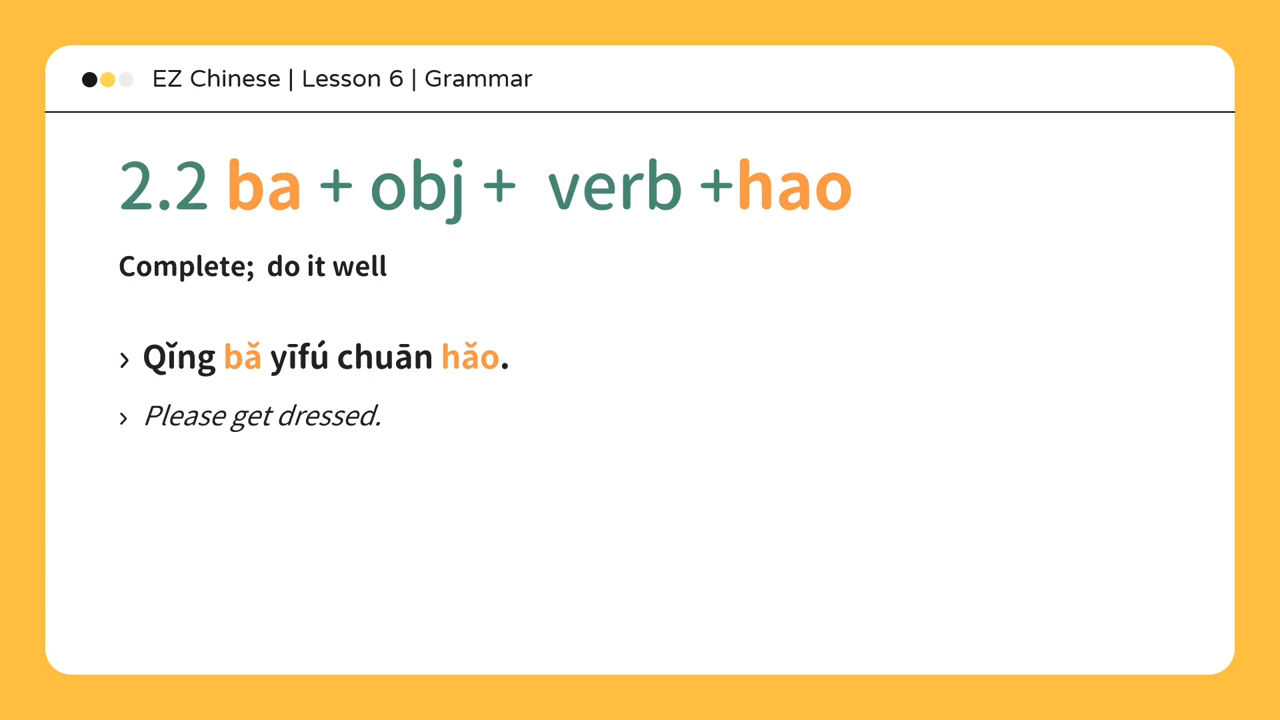 EZ Chinese | Lesson 6 | Grammar
2.2 ba + obj +  verb +hao
Complete;  do it well
› Qǐng bǎ yīfú chuān hǎo.
› Please get dressed.